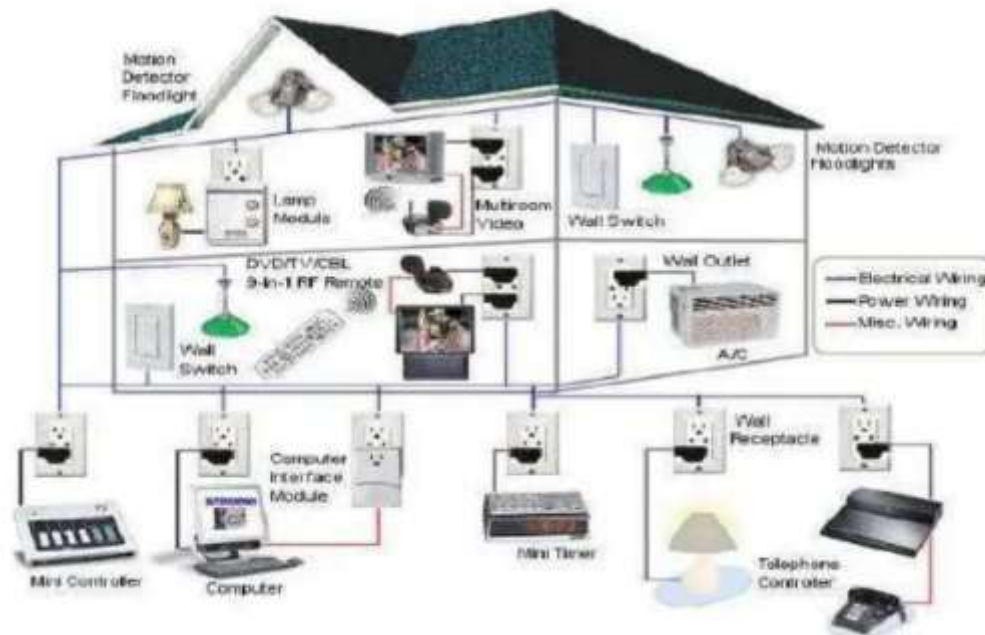 Motion
Detector
Floodlight
Lamp
Module
Multiroom
Video
Wall Switch
Motion Detector
Floodlights
DVD/TV/CBL
9-in-1 RF Remote
Wall
Switch
Wall Outlet
A/C
Electrical Wiring
Power Wiring
Misc. Wiring
Computer
Interface
Module
Wall
Receptacle
Mini Controller
Computer
Mini Timer
Telephone
Controller